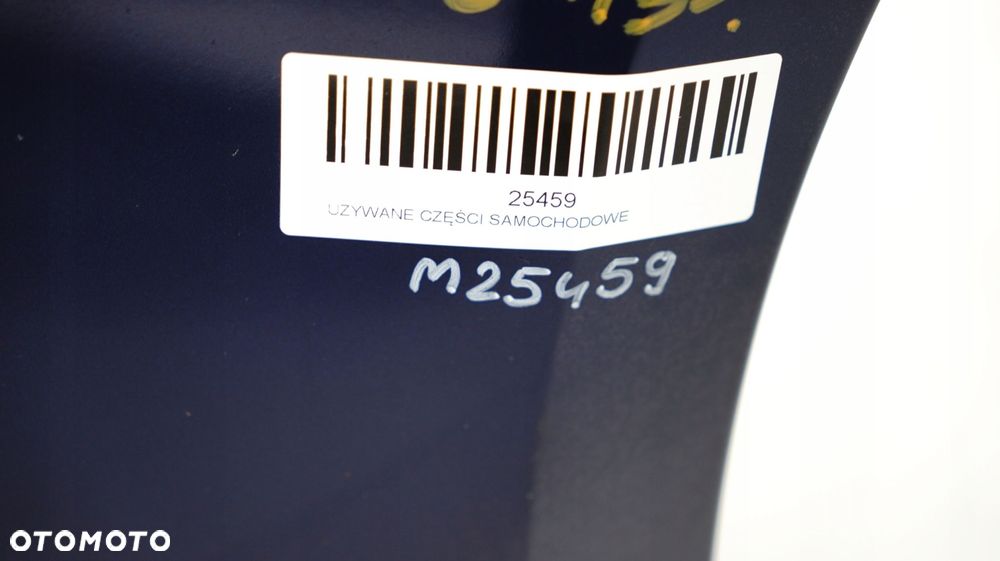 25459
UZYWANE CZĘŚCI SAMOCHODOWE
M25459
OTOMOTO